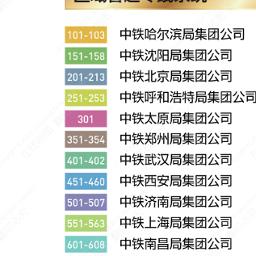 101-103 中铁哈尔滨局集团公司
151-158 中铁沈阳局集团公司
201-213 中铁北京局集团公司
251-253 中铁呼和浩特局集团公司
301 中铁太原局集团公司
351-354 中铁郑州局集团公司
401-402 中铁武汉局集团公司
451-460 中铁西安局集团公司
501-507 中铁济南局集团公司
551-563 中铁上海局集团公司
601-608 中铁南昌局集团公司